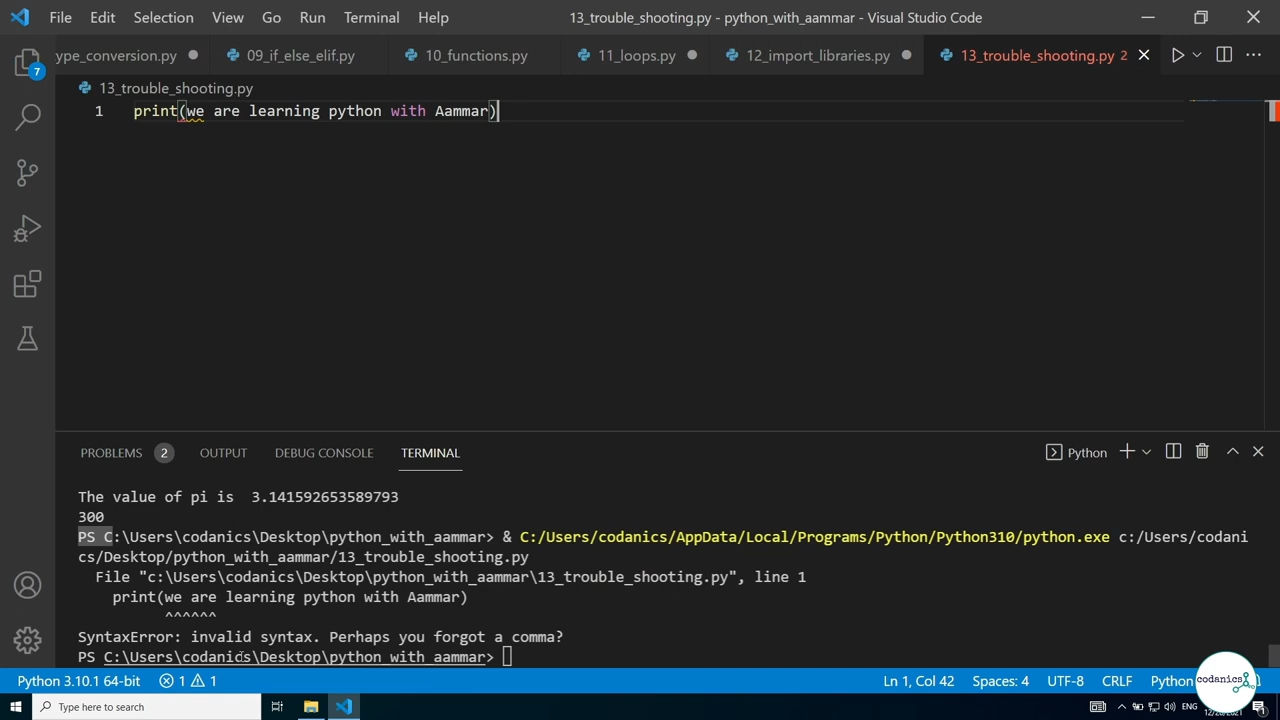 File Edit Selection View Go Run Terminal Help 13_trouble_shooting.py - python_with_aammar - Visual Studio Code
ype_conversion.py 09_if_else_elif.py 10_functions.py 11_loops.py 12_import_libraries.py 13_trouble_shooting.py 2
7
13_trouble_shooting.py
1 print(we are learning python with Aammar)
PROBLEMS 2 OUTPUT DEBUG CONSOLE TERMINAL Python
The value of pi is  3.141592653589793
300
PS C:\Users\codanics\Desktop\python_with_aammar> & C:/Users/codanics/AppData/Local/Programs/Python/Python310/python.exe c:/Users/codani
cs/Desktop/python_with_aammar/13_trouble_shooting.py
File "c:\Users\codanics\Desktop\python_with_aammar\13_trouble_shooting.py", line 1
print(we are learning python with Aammar)
^^^^^^
SyntaxError: invalid syntax. Perhaps you forgot a comma?
PS C:\Users\codanics\Desktop\python_with_aammar>
Python 3.10.1 64-bit 1 1 Ln 1, Col 42 Spaces: 4 UTF-8 CRLF Python
codanics
Type here to search ENG